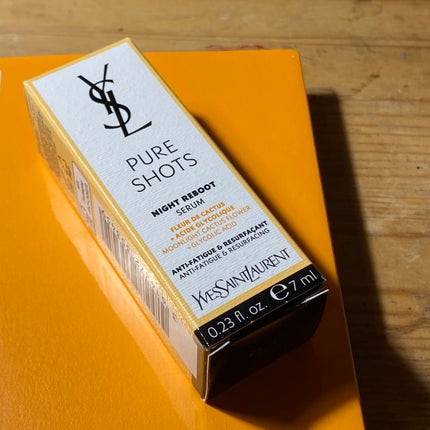 YSL
PURE
SHOTS
NIGHT REBOOT
SERUM
FLEUR DE CACTUS
+ ACIDE GLYCOLIQUE
MOONLIGHT CACTUS FLOWER
+ GLYCOLIC ACID
ANTI-FATIGUE & RESURFAÇANT
ANTI-FATIGUE & RESURFACING
YVESSAINTLAURENT
0.23 fl. oz. ℮ 7 ml